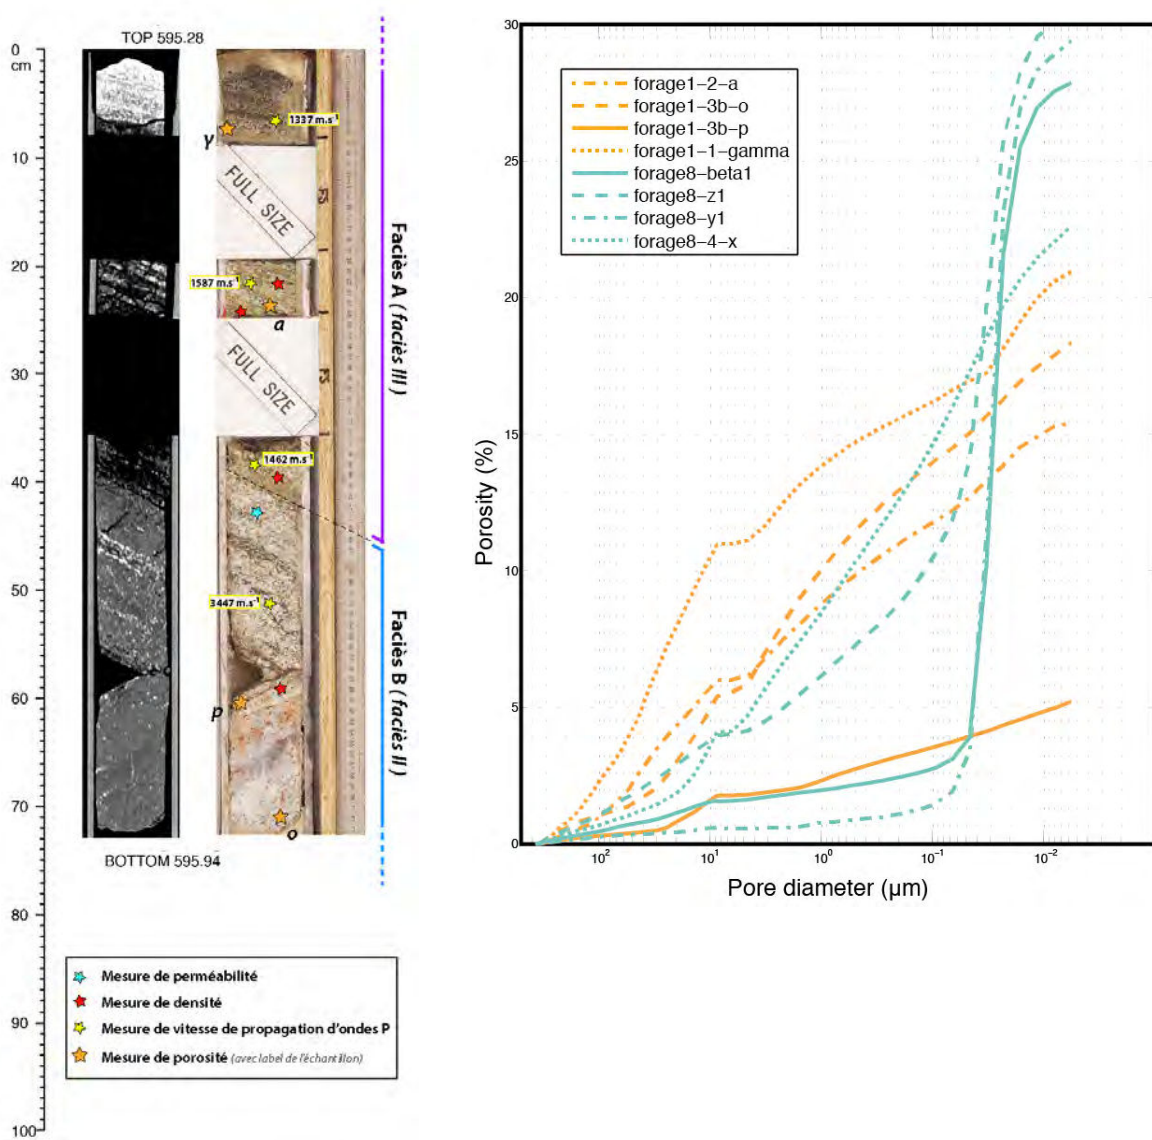 TOP 595.28
0
cm
10
20
30
40
50
60
70
80
90
100
1337 m.s⁻¹
γ
FULL SIZE
FS
1587 m.s⁻¹
a
FULL SIZE
FS
1462 m.s⁻¹
3447 m.s⁻¹
p
o
BOTTOM 595.94
Faciès A ( faciès III )
Faciès B ( faciès II )
Mesure de perméabilité
Mesure de densité
Mesure de vitesse de propagation d'ondes P
Mesure de porosité (avec label de l'échantillon)
30
25
20
15
10
5
0
Porosity (%)
forage1-2-a
forage1-3b-o
forage1-3b-p
forage1-1-gamma
forage8-beta1
forage8-z1
forage8-y1
forage8-4-x
10²
10¹
10⁰
10⁻¹
10⁻²
Pore diameter (µm)